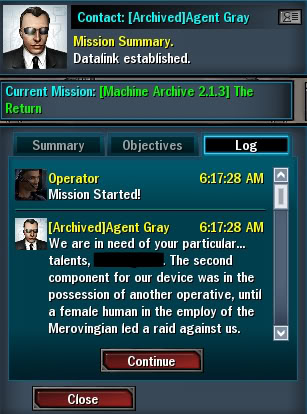 Contact: [Archived]Agent Gray
Mission Summary.
Datalink established.
Current Mission: [Machine Archive 2.1.3] The
Return
Summary Objectives Log
Operator 6:17:28 AM
Mission Started!
[Archived]Agent Gray 6:17:28 AM
We are in need of your particular...
talents, . The second
component for our device was in the
possession of another operative, until
a female human in the employ of the
Merovingian led a raid against us.
Continue
Close